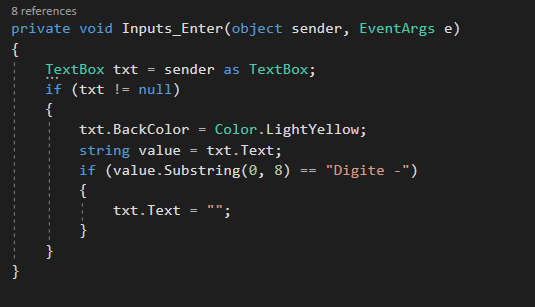 8 references
private void Inputs_Enter(object sender, EventArgs e)
{
TextBox txt = sender as TextBox;
if (txt != null)
{
txt.BackColor = Color.LightYellow;
string value = txt.Text;
if (value.Substring(0, 8) == "Digite -")
{
txt.Text = "";
}
}
}